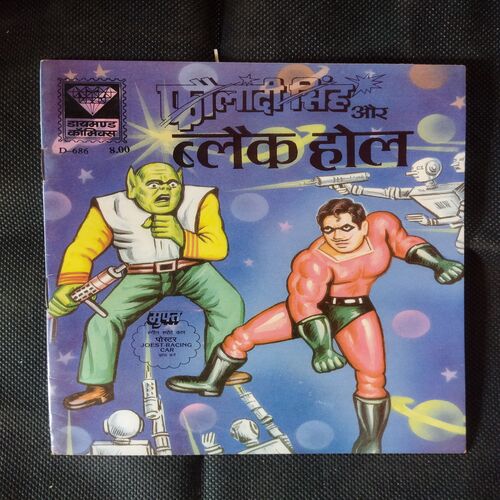 डायमण्ड
कॉमिक्स
D-686 8.00
फ़ौलादी सिंह
और
ब्लैक होल
मुफ्त
पोस्टर
JOEST-RACING
CAR